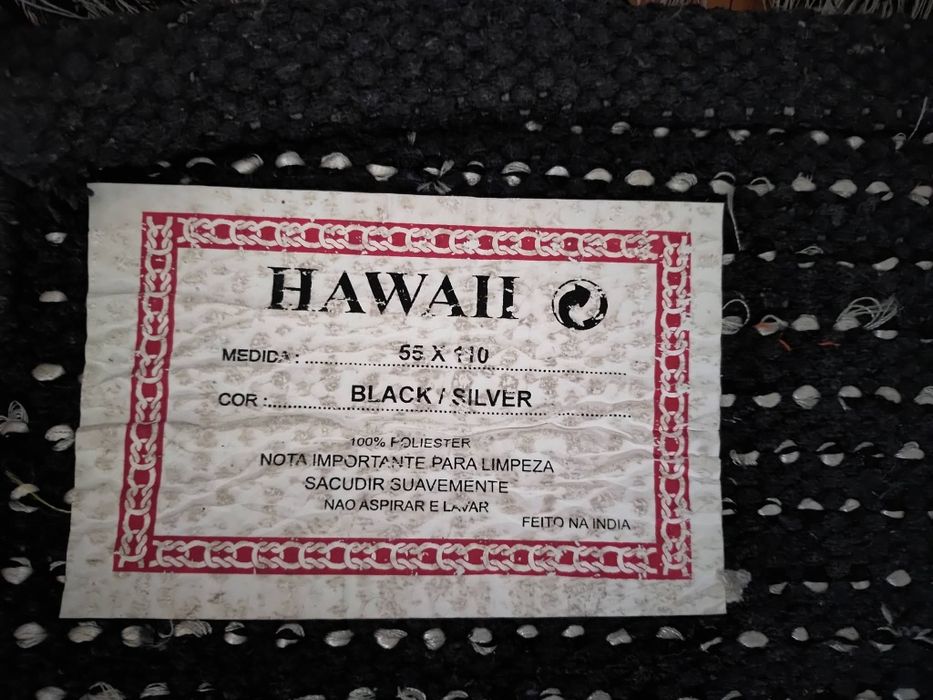 HAWAII
MEDIDA : 55 X 110
COR : BLACK / SILVER
100% POLIESTER
NOTA IMPORTANTE PARA LIMPEZA
SACUDIR SUAVEMENTE
NAO ASPIRAR E LAVAR
FEITO NA INDIA